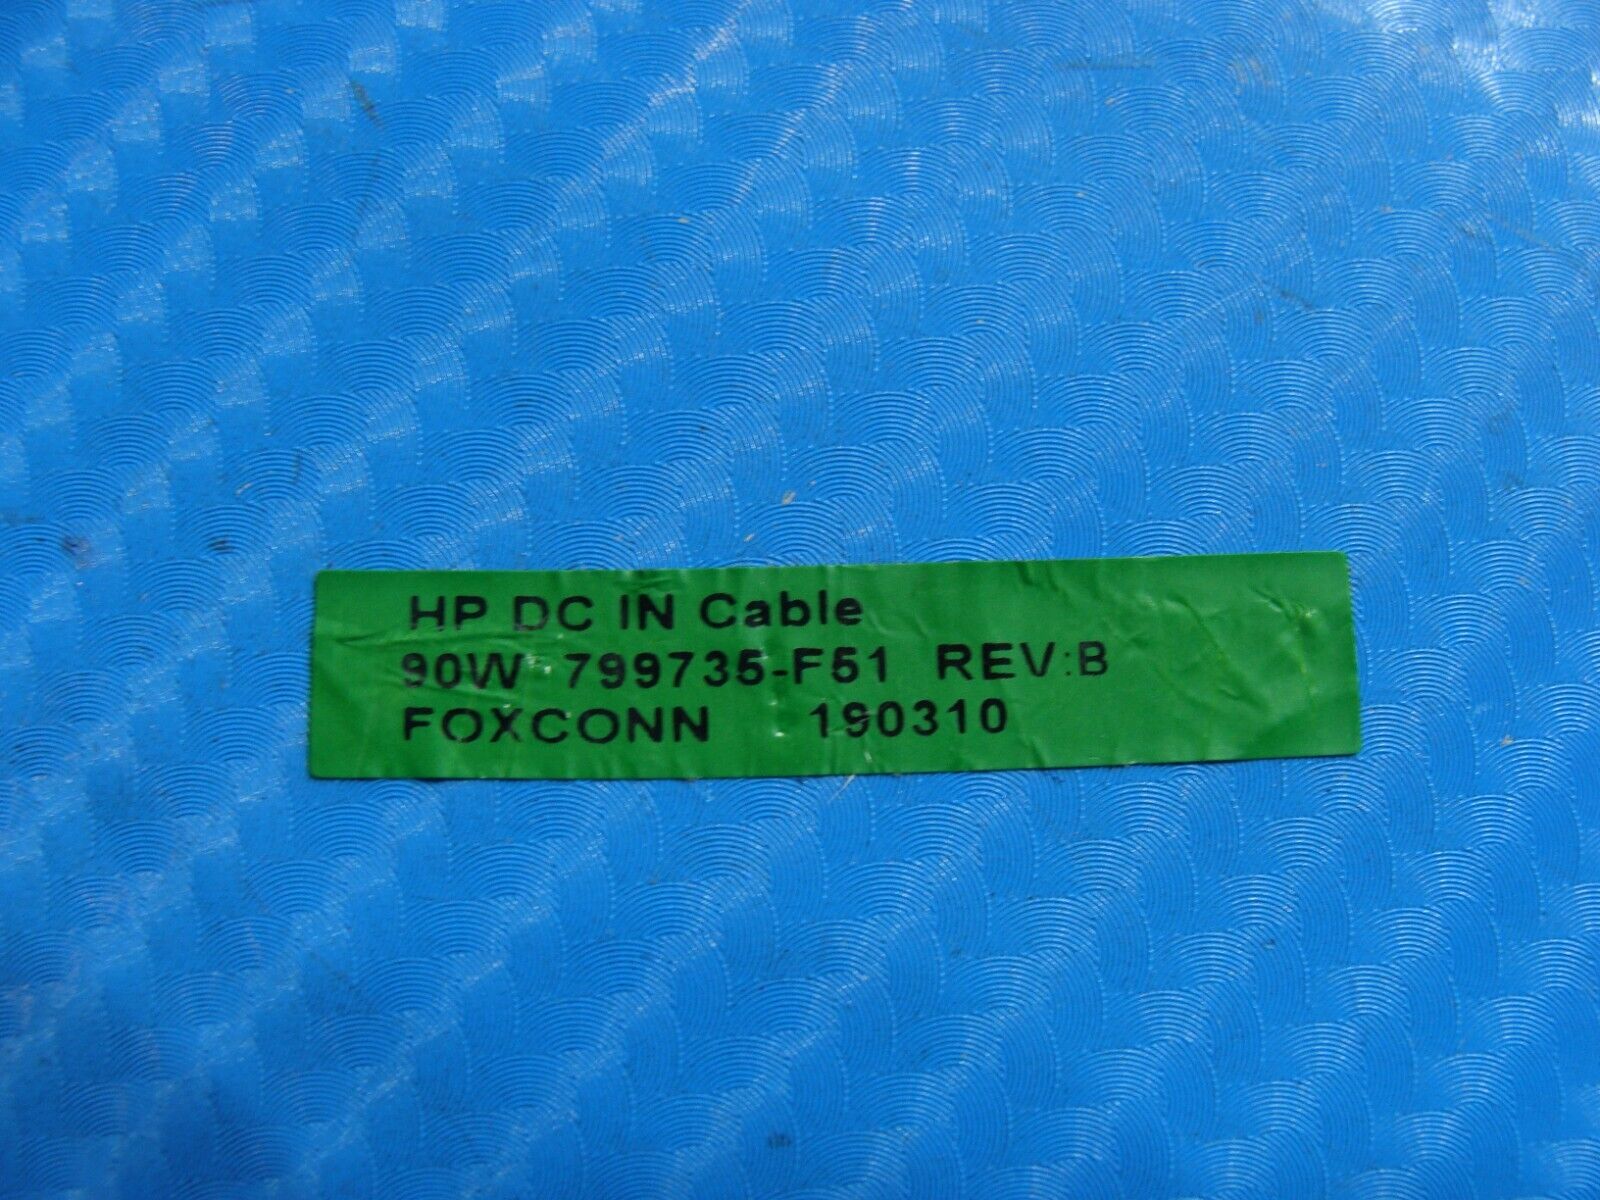 HP DC IN Cable
90W 799735-F51 REV:B
FOXCONN 190310